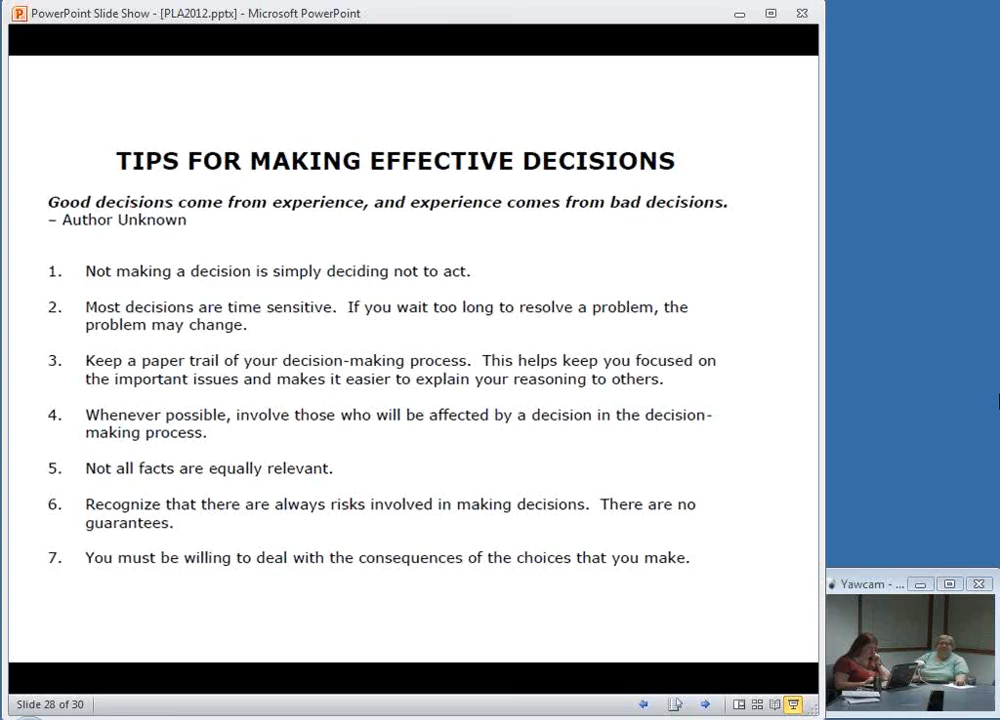 PowerPoint Slide Show - [PLA2012.pptx] - Microsoft PowerPoint
TIPS FOR MAKING EFFECTIVE DECISIONS
Good decisions come from experience, and experience comes from bad decisions.
– Author Unknown
1. Not making a decision is simply deciding not to act.
2. Most decisions are time sensitive. If you wait too long to resolve a problem, the
problem may change.
3. Keep a paper trail of your decision-making process. This helps keep you focused on
the important issues and makes it easier to explain your reasoning to others.
4. Whenever possible, involve those who will be affected by a decision in the decision-
making process.
5. Not all facts are equally relevant.
6. Recognize that there are always risks involved in making decisions. There are no
guarantees.
7. You must be willing to deal with the consequences of the choices that you make.
Yawcam - ...
Slide 28 of 30